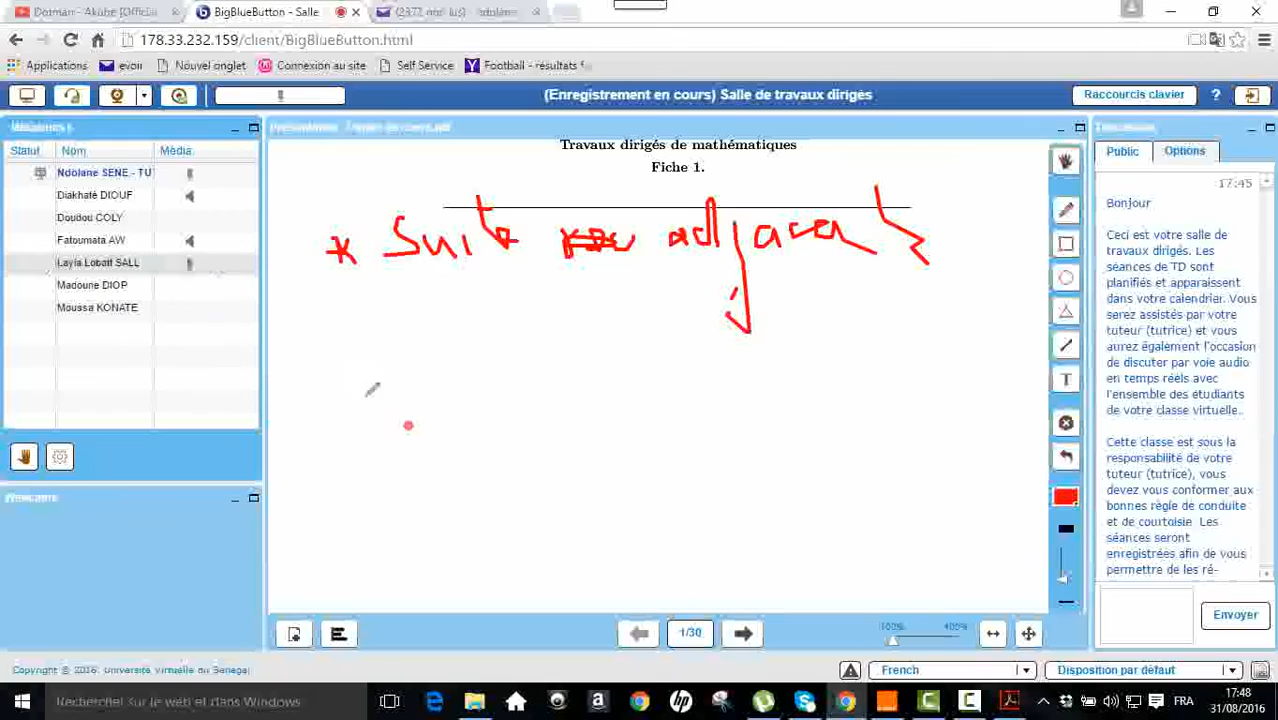 Dorman - Akube [Official
BigBlueButton - Salle
(2377 non lus)
178.33.232.159/client/BigBlueButton.html
Applications
evoh
Nouvel onglet
Connexion au site
Self Service
Football - résultats
(Enregistrement en cours) Salle de travaux dirigés
Raccourcis clavier
?
Statut Nom Média
Ndolane SENE - TU
Diakhaté DIOUF
Doudou COLY
Fatoumata AW
Layla Lobatt SALL
Madoune DIOP
Moussa KONATE
Travaux dirigés de mathématiques
Fiche 1.
* Suite adjacent
T
1/30
100% 400%
Public Options
17:45
Bonjour
Ceci est votre salle de
travaux dirigés. Les
séances de TD sont
planifiés et apparaissent
dans votre calendrier. Vous
serez assistés par votre
tuteur (tutrice) et vous
aurez également l'occasion
de discuter par voie audio
en temps réels avec
l'ensemble des étudiants
de votre classe virtuelle.
Cette classe est sous la
responsabilité de votre
tuteur (tutrice), vous
devez vous conformer aux
bonnes règle de conduite
et de courtoisie. Les
séances seront
enregistrées afin de vous
permettre de les ré-
Envoyer
Copyright © 2016. Université Virtuelle du Sénégal
French
Disposition par défaut
Rechercher sur le web et dans Windows
FRA
17:48
31/08/2016